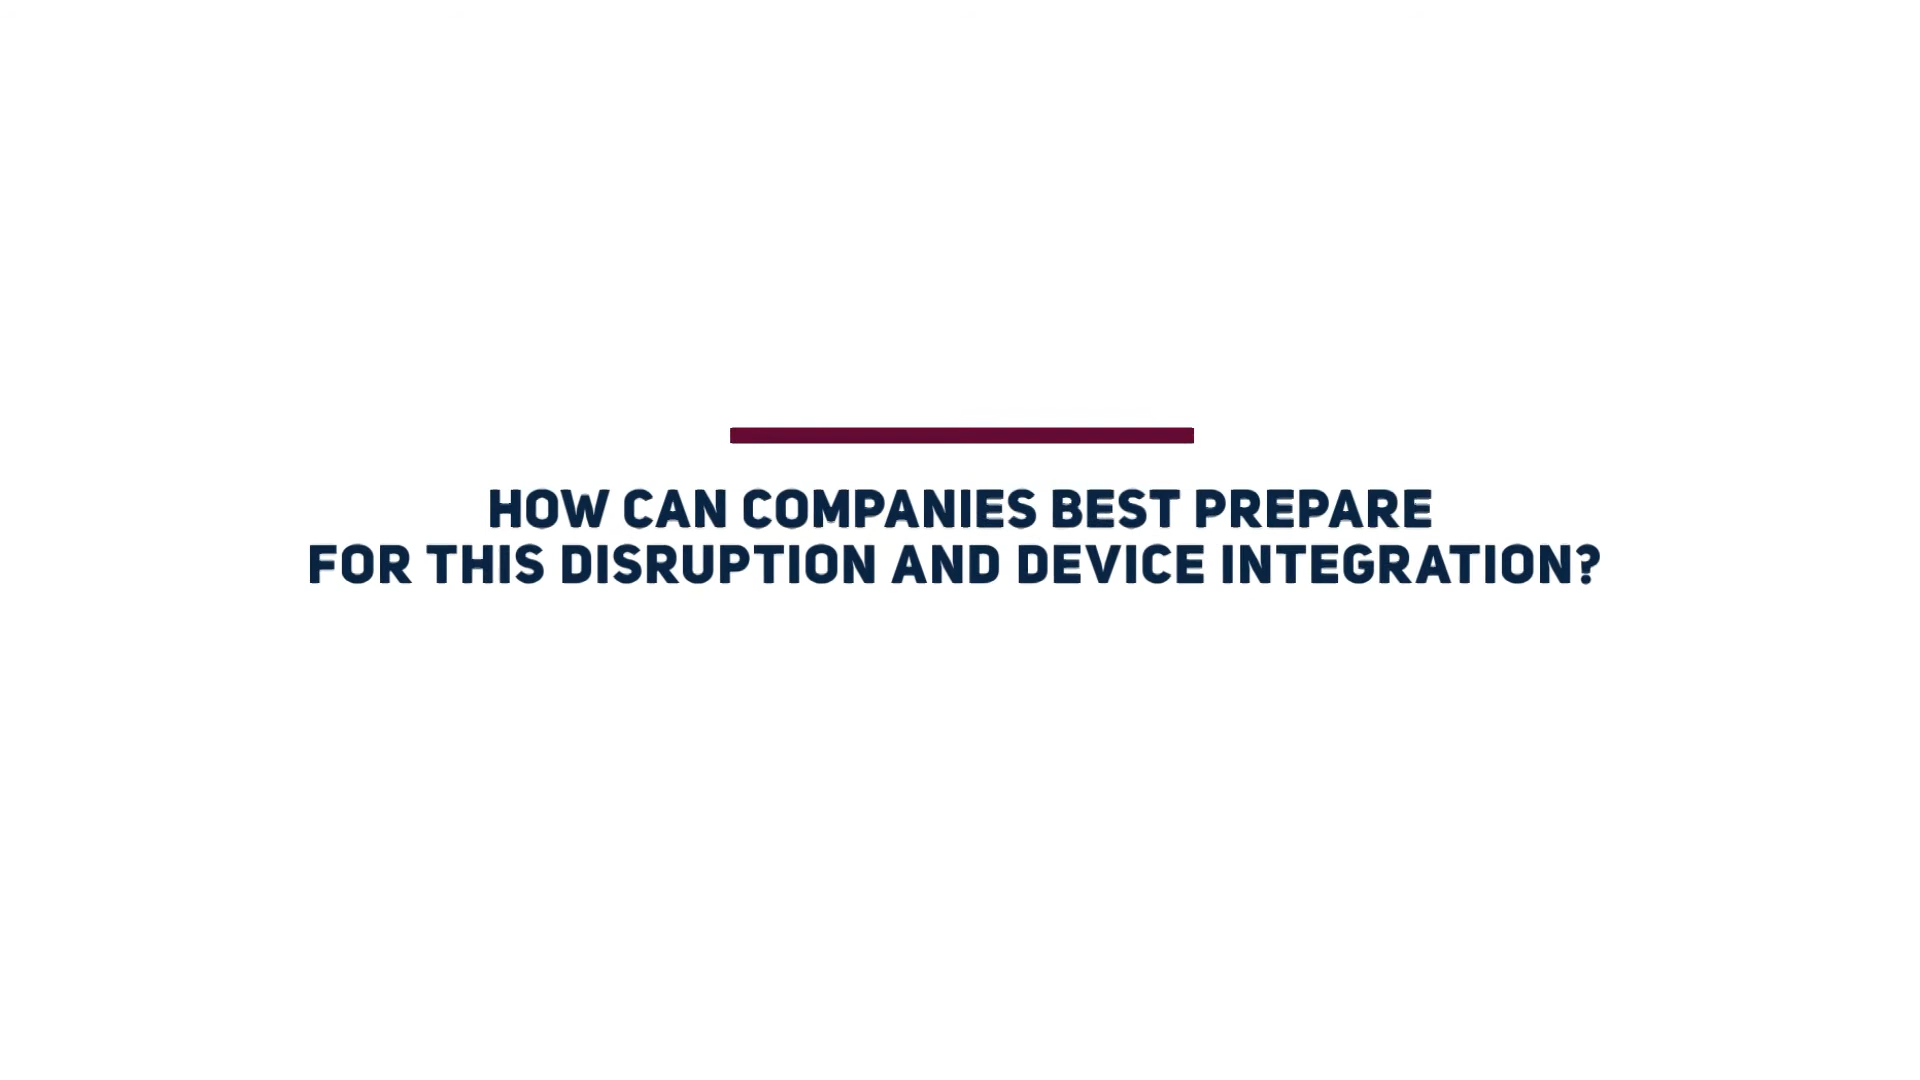 HOW CAN COMPANIES BEST PREPARE
FOR THIS DISRUPTION AND DEVICE INTEGRATION?